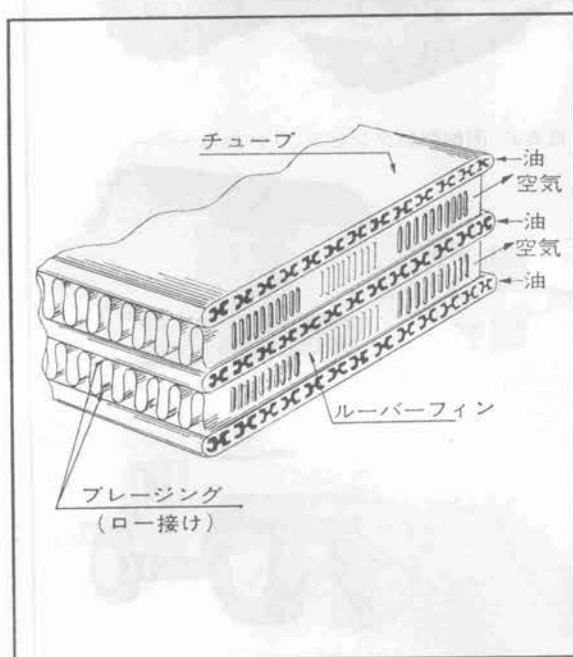 チューブ
油
空気
油
空気
油
ルーバーフィン
ブレージング
(ロー接け)